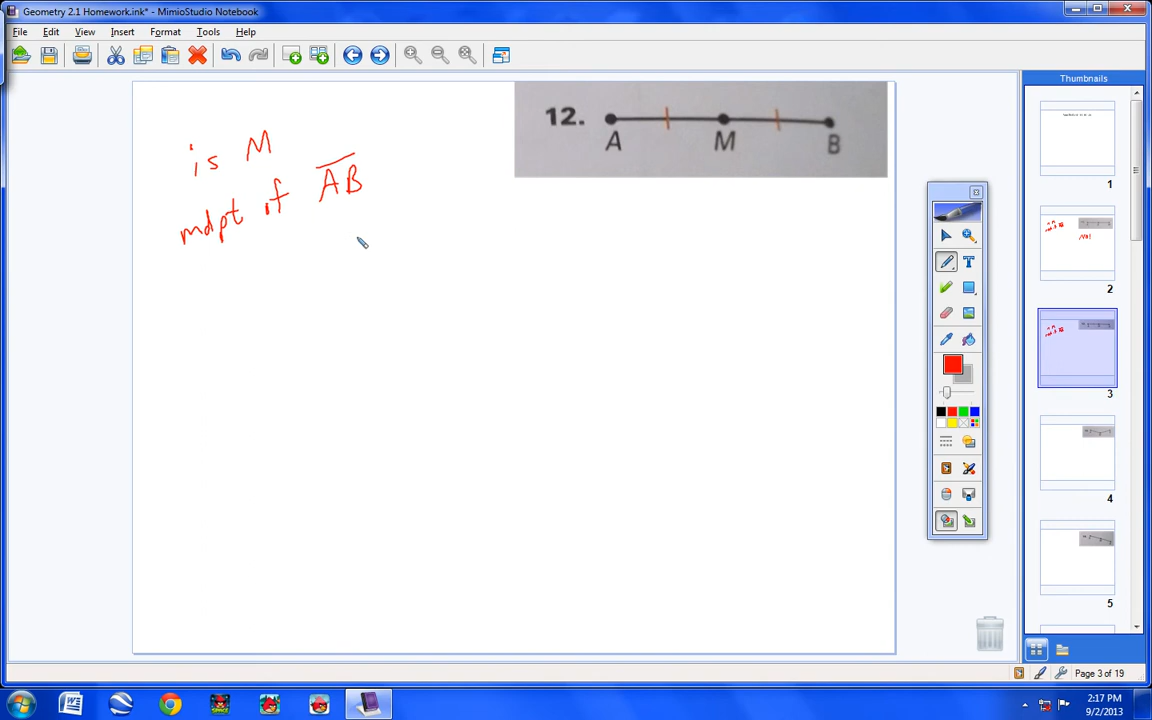 Geometry 2.1 Homework.ink* - MimioStudio Notebook
File Edit View Insert Format Tools Help
Thumbnails
is M
mdpt of AB
12.
A M B
1
2
3
4
5
Page 3 of 19
2:17 PM
9/2/2013